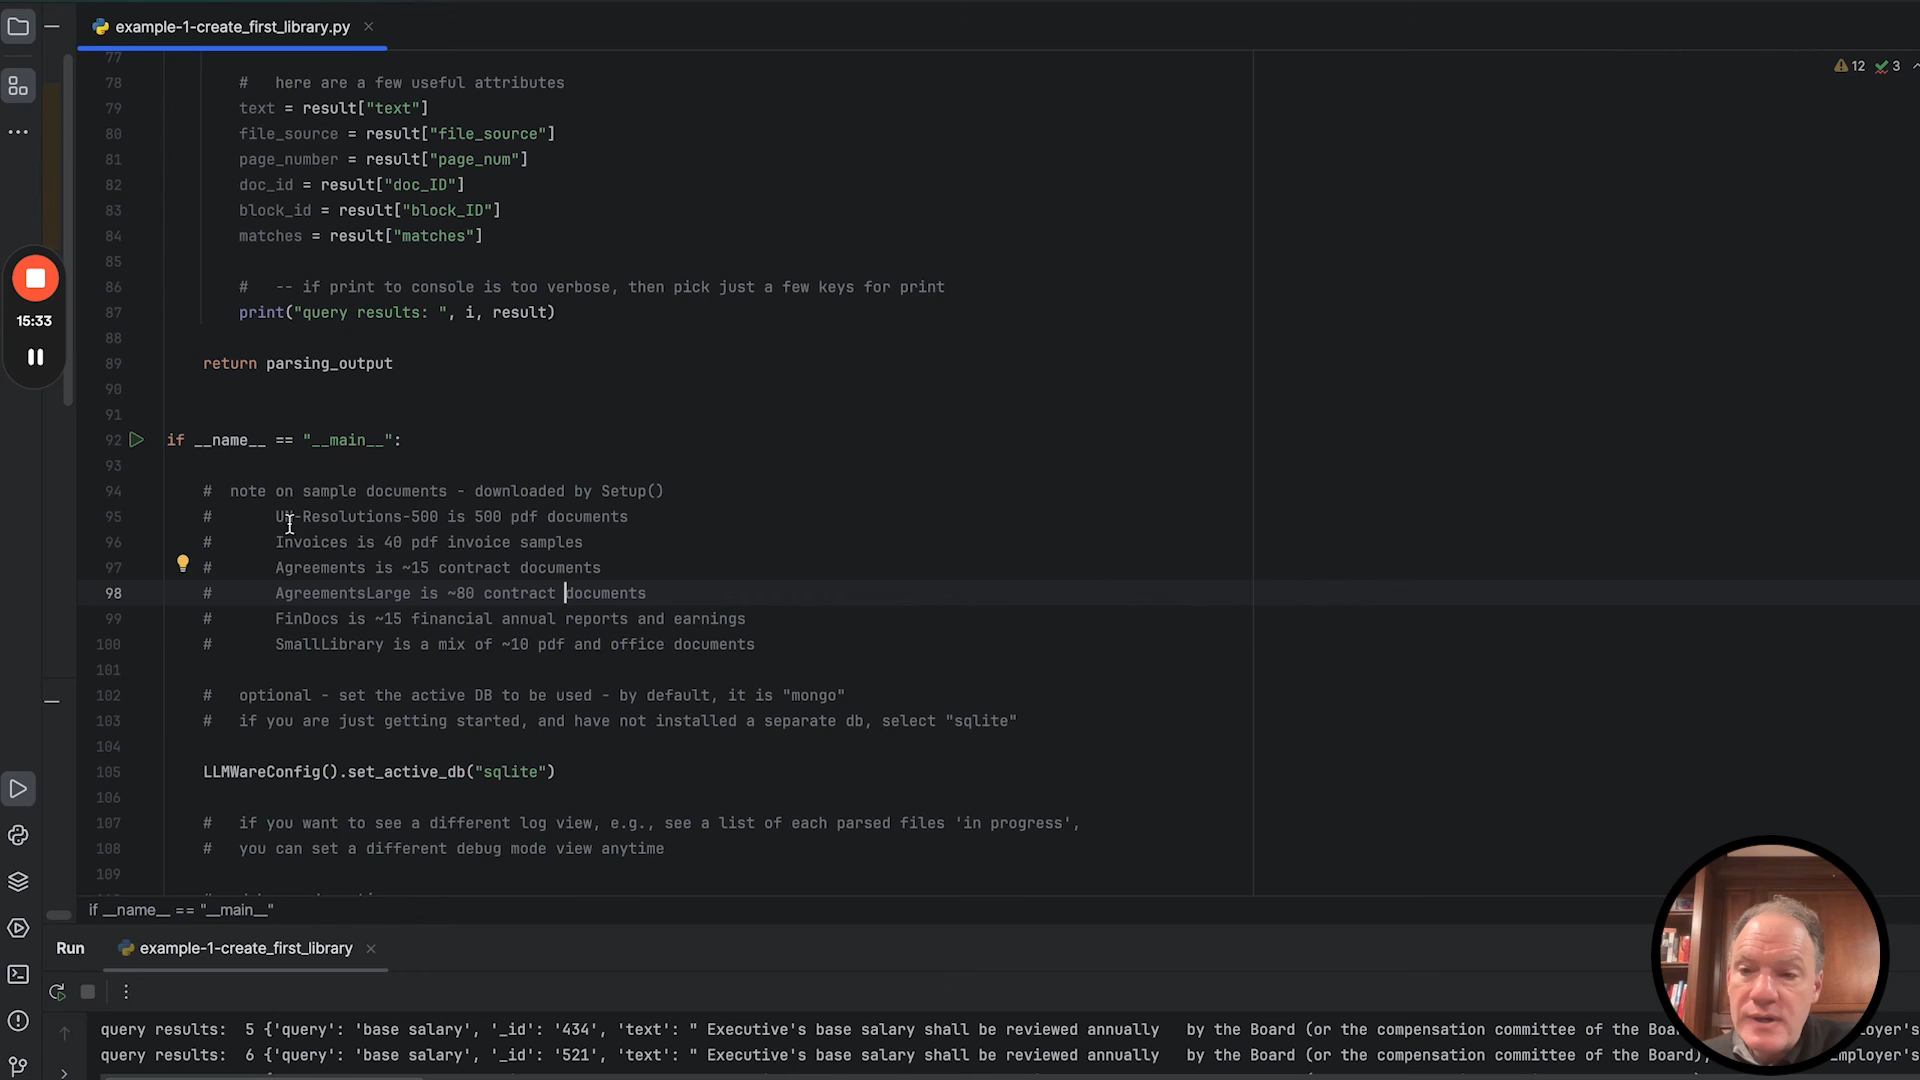 example-1-create_first_library.py
77
12 3
78 # here are a few useful attributes
79 text = result["text"]
80 file_source = result["file_source"]
81 page_number = result["page_num"]
82 doc_id = result["doc_ID"]
83 block_id = result["block_ID"]
84 matches = result["matches"]
85
86 # -- if print to console is too verbose, then pick just a few keys for print
87 print("query results: ", i, result)
88
15:33
89 return parsing_output
90
91
92 if __name__ == "__main__":
93
94 # note on sample documents - downloaded by Setup()
95 # UN-Resolutions-500 is 500 pdf documents
96 # Invoices is 40 pdf invoice samples
97 # Agreements is ~15 contract documents
98 # AgreementsLarge is ~80 contract documents
99 # FinDocs is ~15 financial annual reports and earnings
100 # SmallLibrary is a mix of ~10 pdf and office documents
101
102 # optional - set the active DB to be used - by default, it is "mongo"
103 # if you are just getting started, and have not installed a separate db, select "sqlite"
104
105 LLMWareConfig().set_active_db("sqlite")
106
107 # if you want to see a different log view, e.g., see a list of each parsed files 'in progress',
108 # you can set a different debug mode view anytime
109
if __name__ == "__main__"
Run example-1-create_first_library
query results: 5 {'query': 'base salary', '_id': '434', 'text': " Executive's base salary shall be reviewed annually by the Board (or the compensation committee of the
query results: 6 {'query': 'base salary', '_id': '521', 'text': " Executive's base salary shall be reviewed annually by the Board (or the compensation committee of the Board),